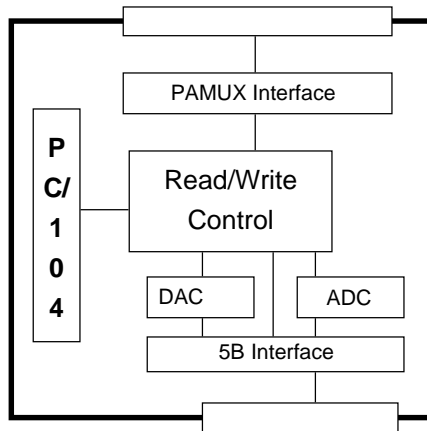 PAMUX Interface
P
C/
1
0
4
Read/Write
Control
DAC
ADC
5B Interface